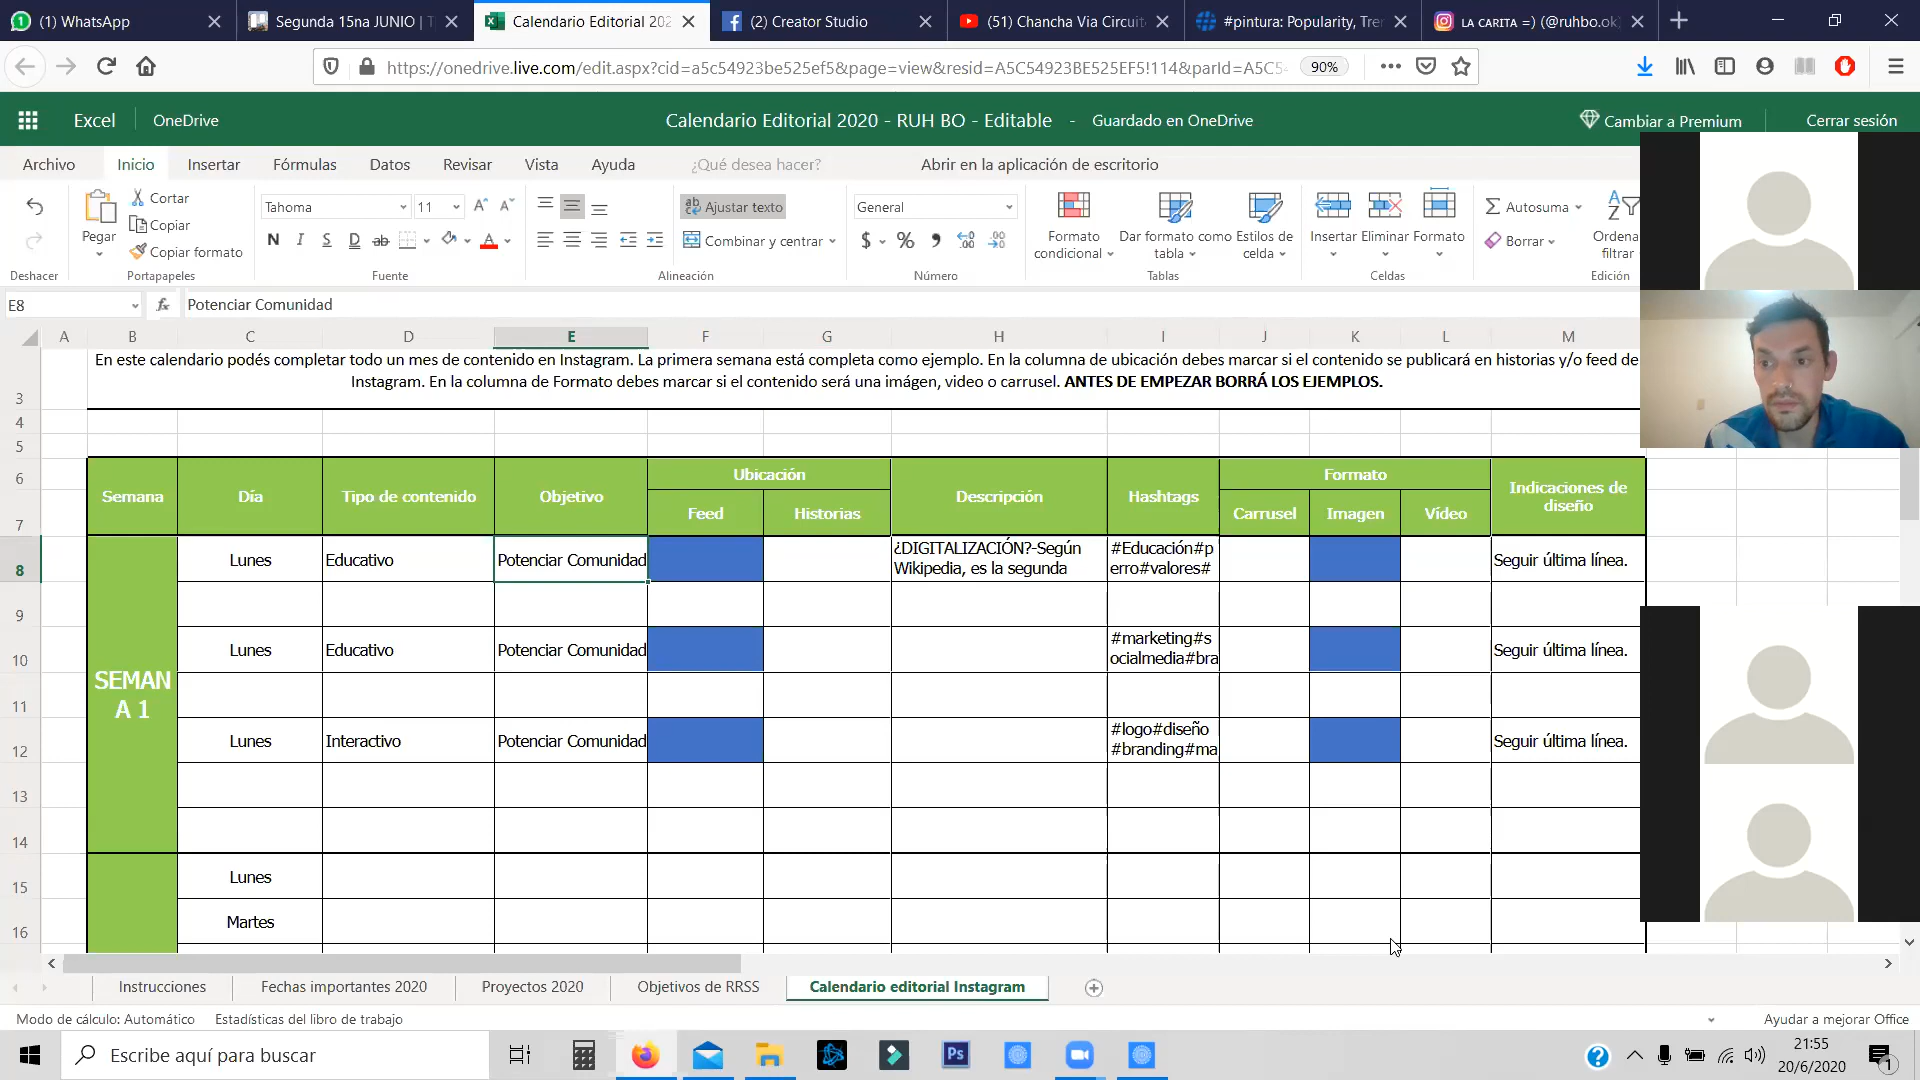 (1) WhatsApp
Segunda 15na JUNIO | T
Calendario Editorial 202
(2) Creator Studio
(51) Chancha Via Circuit
#pintura: Popularity, Tren
LA CARITA =) (@ruhbo.ok
https://onedrive.live.com/edit.aspx?cid=a5c54923be525ef5&page=view&resid=A5C54923BE525EF5!114&parId=A5C5
90%
Excel
OneDrive
Calendario Editorial 2020 - RUH BO - Editable - Guardado en OneDrive
Cambiar a Premium
Cerrar sesión
Archivo
Inicio
Insertar
Fórmulas
Datos
Revisar
Vista
Ayuda
¿Qué desea hacer?
Abrir en la aplicación de escritorio
Pegar
Cortar
Copiar
Copiar formato
Tahoma
11
N I S D ab
Ajustar texto
Combinar y centrar
General
Formato condicional
Dar formato como tabla
Estilos de celda
Insertar
Eliminar
Formato
Autosuma
Borrar
Ordena
filtrar
Deshacer
Portapapeles
Fuente
Alineación
Número
Tablas
Celdas
Edición
E8
fx
Potenciar Comunidad
A B C D E F G H I J K L M
En este calendario podés completar todo un mes de contenido en Instagram. La primera semana está completa como ejemplo. En la columna de ubicación debes marcar si el contenido se publicará en historias y/o feed de
3 Instagram. En la columna de Formato debes marcar si el contenido será una imágen, video o carrusel. ANTES DE EMPEZAR BORRÁ LOS EJEMPLOS.
4
5
6
7
Semana
Día
Tipo de contenido
Objetivo
Ubicación
Feed
Historias
Descripción
Hashtags
Formato
Carrusel
Imagen
Vídeo
Indicaciones de
diseño
SEMAN
A 1
8
Lunes
Educativo
Potenciar Comunidad
¿DIGITALIZACIÓN?-Según
Wikipedia, es la segunda
#Educación#p
erro#valores#
Seguir última línea.
9
10
Lunes
Educativo
Potenciar Comunidad
#marketing#s
ocialmedia#bra
Seguir última línea.
11
12
Lunes
Interactivo
Potenciar Comunidad
#logo#diseño
#branding#ma
Seguir última línea.
13
14
15
Lunes
16
Martes
Instrucciones
Fechas importantes 2020
Proyectos 2020
Objetivos de RRSS
Calendario editorial Instagram
Modo de cálculo: Automático
Estadísticas del libro de trabajo
Ayudar a mejorar Office
Escribe aquí para buscar
Ps
21:55
20/6/2020
1